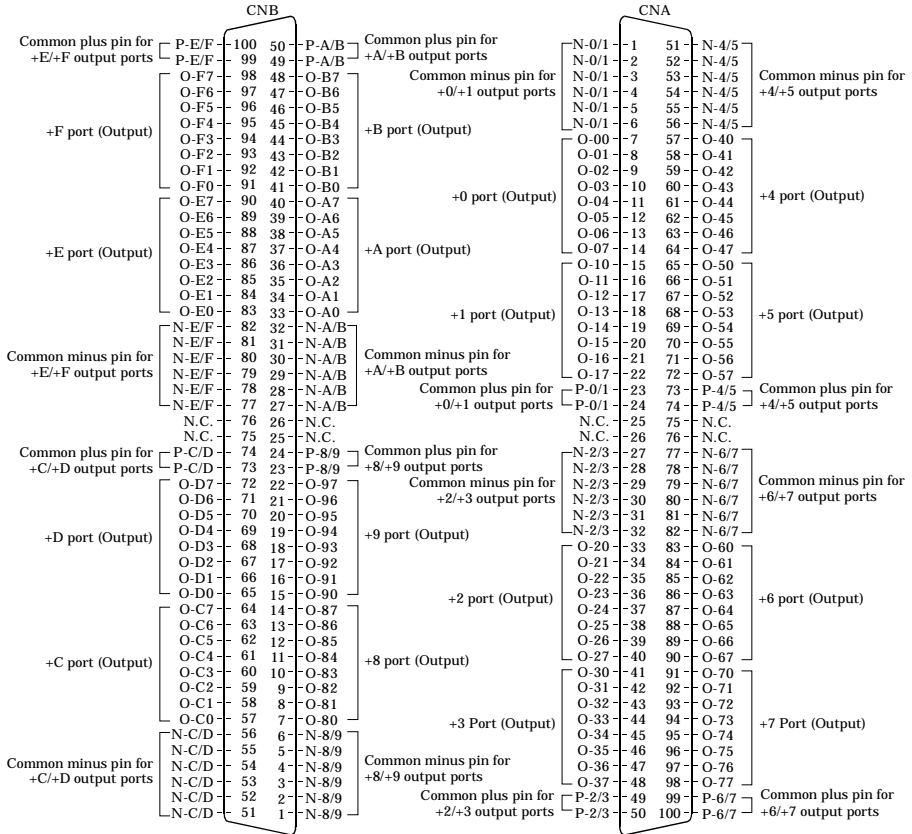 CNB
Common plus pin for P-E/F 100 50 P-A/B Common plus pin for
+E/+F output ports P-E/F 99 49 P-A/B +A/+B output ports
O-F7 98 48 O-B7
O-F6 97 47 O-B6
O-F5 96 46 O-B5
+F port (Output) O-F4 95 45 O-B4 +B port (Output)
O-F3 94 44 O-B3
O-F2 93 43 O-B2
O-F1 92 42 O-B1
O-F0 91 41 O-B0
O-E7 90 40 O-A7
O-E6 89 39 O-A6
O-E5 88 38 O-A5
+E port (Output) O-E4 87 37 O-A4 +A port (Output)
O-E3 86 36 O-A3
O-E2 85 35 O-A2
O-E1 84 34 O-A1
O-E0 83 33 O-A0
N-E/F 82 32 N-A/B
N-E/F 81 31 N-A/B
Common minus pin for N-E/F 80 30 N-A/B Common minus pin for
+E/+F output ports N-E/F 79 29 N-A/B +A/+B output ports
N-E/F 78 28 N-A/B
N-E/F 77 27 N-A/B
N.C. 76 26 N.C.
N.C. 75 25 N.C.
Common plus pin for P-C/D 74 24 P-8/9 Common plus pin for
+C/+D output ports P-C/D 73 23 P-8/9 +8/+9 output ports
O-D7 72 22 O-97
O-D6 71 21 O-96
O-D5 70 20 O-95
+D port (Output) O-D4 69 19 O-94 +9 port (Output)
O-D3 68 18 O-93
O-D2 67 17 O-92
O-D1 66 16 O-91
O-D0 65 15 O-90
O-C7 64 14 O-87
O-C6 63 13 O-86
O-C5 62 12 O-85
+C port (Output) O-C4 61 11 O-84 +8 port (Output)
O-C3 60 10 O-83
O-C2 59 9 O-82
O-C1 58 8 O-81
O-C0 57 7 O-80
N-C/D 56 6 N-8/9
N-C/D 55 5 N-8/9
Common minus pin for N-C/D 54 4 N-8/9 Common minus pin for
+C/+D output ports N-C/D 53 3 N-8/9 +8/+9 output ports
N-C/D 52 2 N-8/9
N-C/D 51 1 N-8/9
CNA
N-0/1 1 51 N-4/5
N-0/1 2 52 N-4/5
Common minus pin for N-0/1 3 53 N-4/5 Common minus pin for
+0/+1 output ports N-0/1 4 54 N-4/5 +4/+5 output ports
N-0/1 5 55 N-4/5
N-0/1 6 56 N-4/5
O-00 7 57 O-40
O-01 8 58 O-41
O-02 9 59 O-42
O-03 10 60 O-43
+0 port (Output) O-04 11 61 O-44 +4 port (Output)
O-05 12 62 O-45
O-06 13 63 O-46
O-07 14 64 O-47
O-10 15 65 O-50
O-11 16 66 O-51
O-12 17 67 O-52
+1 port (Output) O-13 18 68 O-53 +5 port (Output)
O-14 19 69 O-54
O-15 20 70 O-55
O-16 21 71 O-56
O-17 22 72 O-57
Common plus pin for P-0/1 23 73 P-4/5 Common plus pin for
+0/+1 output ports P-0/1 24 74 P-4/5 +4/+5 output ports
N.C. 25 75 N.C.
N.C. 26 76 N.C.
N-2/3 27 77 N-6/7
N-2/3 28 78 N-6/7
Common minus pin for N-2/3 29 79 N-6/7 Common minus pin for
+2/+3 output ports N-2/3 30 80 N-6/7 +6/+7 output ports
N-2/3 31 81 N-6/7
N-2/3 32 82 N-6/7
O-20 33 83 O-60
O-21 34 84 O-61
O-22 35 85 O-62
+2 port (Output) O-23 36 86 O-63 +6 port (Output)
O-24 37 87 O-64
O-25 38 88 O-65
O-26 39 89 O-66
O-27 40 90 O-67
O-30 41 91 O-70
O-31 42 92 O-71
O-32 43 93 O-72
+3 Port (Output) O-33 44 94 O-73 +7 Port (Output)
O-34 45 95 O-74
O-35 46 96 O-75
O-36 47 97 O-76
O-37 48 98 O-77
Common plus pin for P-2/3 49 99 P-6/7 Common plus pin for
+2/+3 output ports P-2/3 50 100 P-6/7 +6/+7 output ports